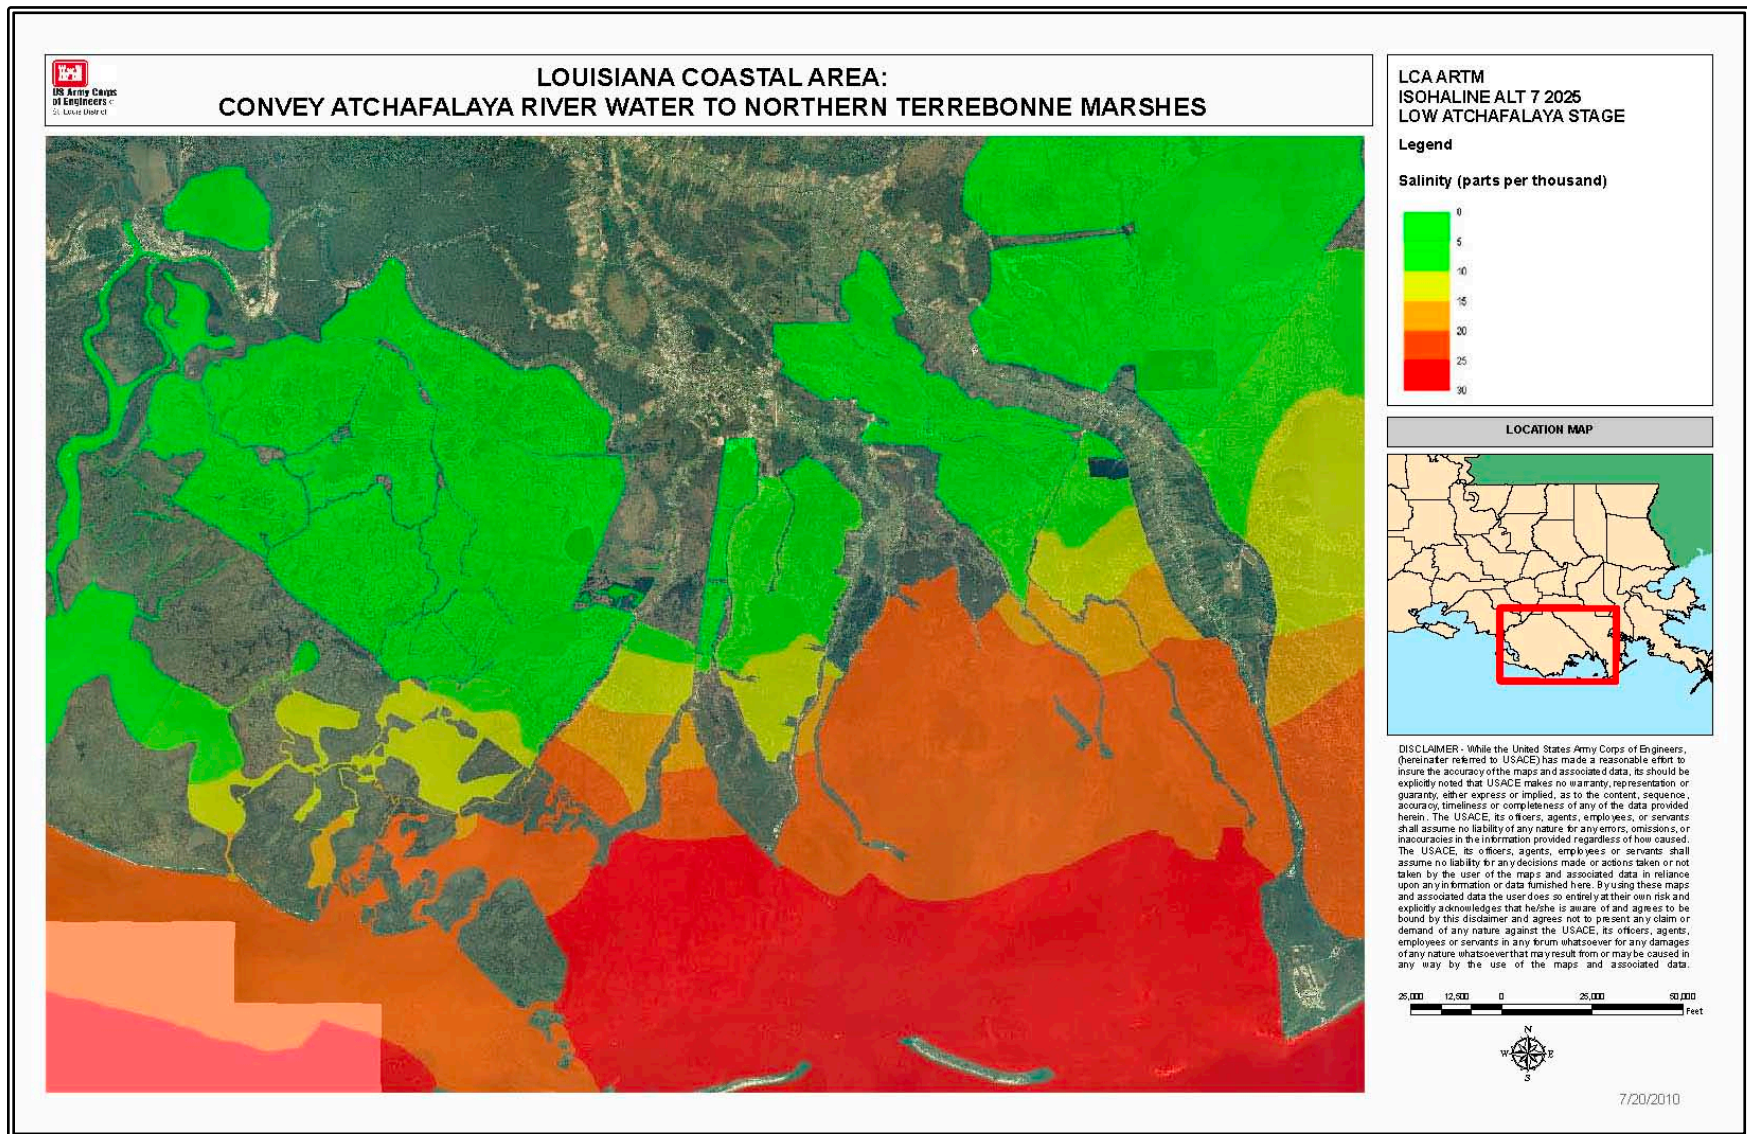 US Army Corps
of Engineers
St. Louis District
LOUISIANA COASTAL AREA:
CONVEY ATCHAFALAYA RIVER WATER TO NORTHERN TERREBONNE MARSHES
LCA ARTM
ISOHALINE ALT 7 2025
LOW ATCHAFALAYA STAGE
Legend
Salinity (parts per thousand)
0
5
10
15
20
25
30
LOCATION MAP
DISCLAIMER - While the United States Army Corps of Engineers,
(hereinafter referred to USACE) has made a reasonable effort to
insure the accuracy of the maps and associated data, its should be
explicitly noted that USACE makes no warranty, representation or
guaranty, either express or implied, as to the content, sequence,
accuracy, timeliness or completeness of any of the data provided
herein. The USACE, its officers, agents, employees, or servants
shall assume no liability of any nature for any errors, omissions, or
inaccuracies in the information provided regardless of how caused.
The USACE, its officers, agents, employees or servants shall
assume no liability for any decisions made or actions taken or not
taken by the user of the maps and associated data in reliance
upon any information or data furnished here. By using these maps
and associated data the user does so entirely at their own risk and
explicitly acknowledges that he/she is aware of and agrees to be
bound by this disclaimer and agrees not to present any claim or
demand of any nature against the USACE, its officers, agents,
employees or servants in any forum whatsoever for any damages
of any nature whatsoever that may result from or may be caused in
any way by the use of the maps and associated data.
25,000 12,500 0 25,000 50,000
Feet
N
W E
S
7/20/2010